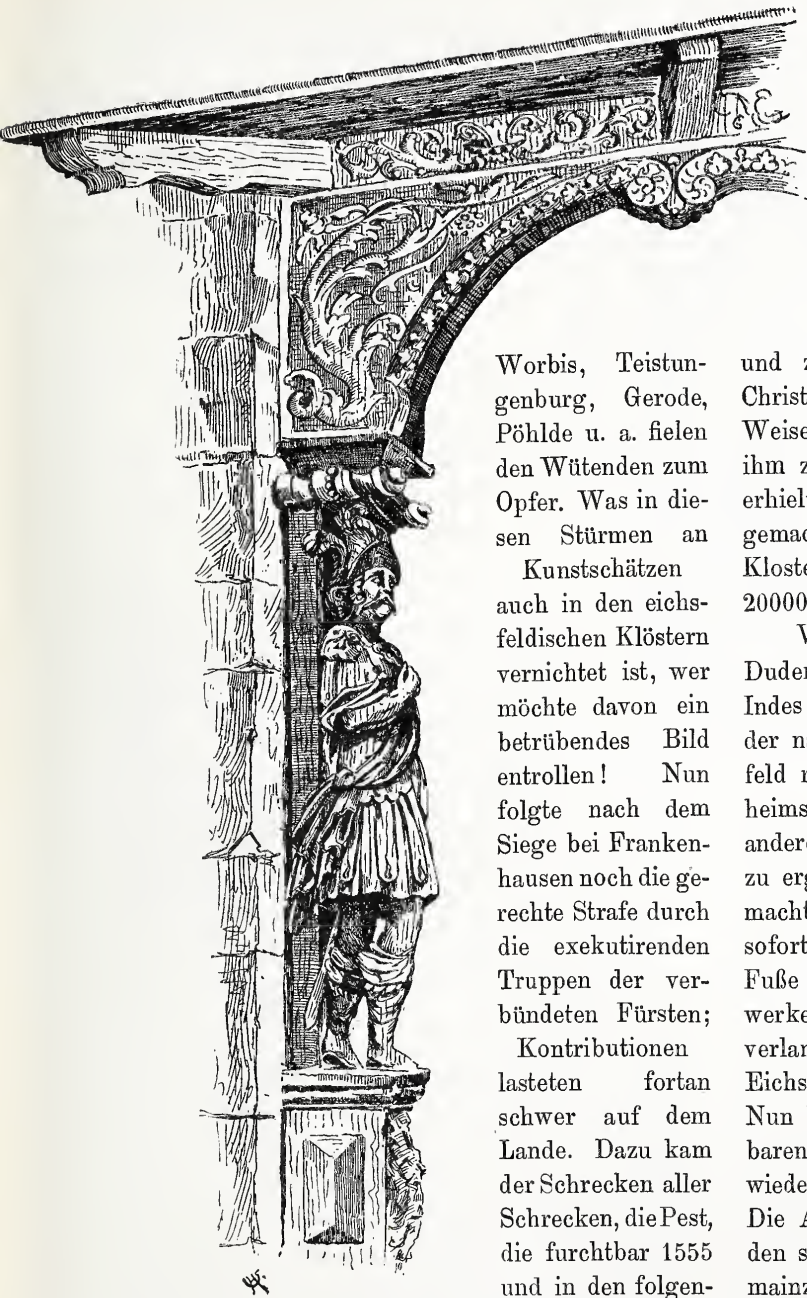 Worbis, Teistun-
genburg, Gerode,
Pöhlde u. a. fielen
den Wütenden zum
Opfer. Was in die-
sen Stürmen an
Kunstschätzen
auch in den eichs-
feldischen Klöstern
vernichtet ist, wer
möchte davon ein
betrübendes Bild
entrollen! Nun
folgte nach dem
Siege bei Franken-
hausen noch die ge-
rechte Strafe durch
die exekutirenden
Truppen der ver-
bündeten Fürsten;
Kontributionen
lasteten fortan
schwer auf dem
Lande. Dazu kam
der Schrecken aller
Schrecken, die Pest,
die furchtbar 1555
und in den folgen-
und
Christ
Weise
ihm z
erhiel
gemac
Kloste
20000
Duder
Indes
der n
feld
heims
ander
zu erg
macht
sofort
Fuße
werke
verlan
Eichs
Nun
baren
wiede
Die
den s
mainz